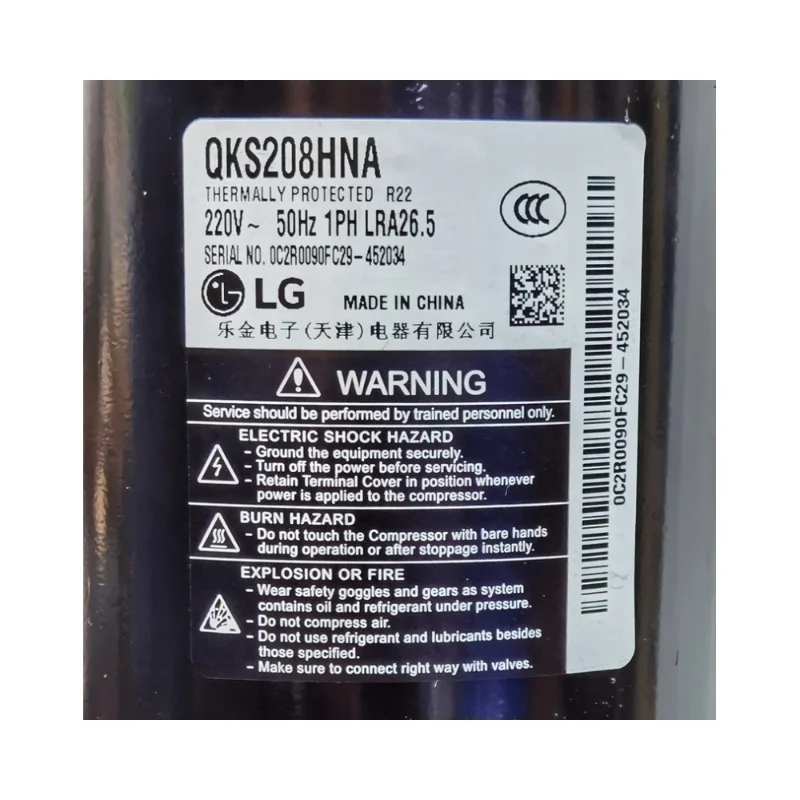 QKS208HNA
THERMALLY PROTECTED R22
220V~ 50Hz 1PH LRA26.5
SERIAL NO. 0C2R0090FC29-452034
CCC
LG LG
MADE IN CHINA
乐金电子(天津)电器有限公司
WARNING
Service should be performed by trained personnel only.
ELECTRIC SHOCK HAZARD
- Ground the equipment securely.
- Turn off the power before servicing.
- Retain Terminal Cover in position whenever
power is applied to the compressor.
BURN HAZARD
- Do not touch the Compressor with bare hands
during operation or after stoppage instantly.
EXPLOSION OR FIRE
- Wear safety goggles and gears as system
contains oil and refrigerant under pressure.
- Do not compress air.
- Do not use refrigerant and lubricants besides
those specified.
- Make sure to connect right way with valves.
0C2R0090FC29-452034